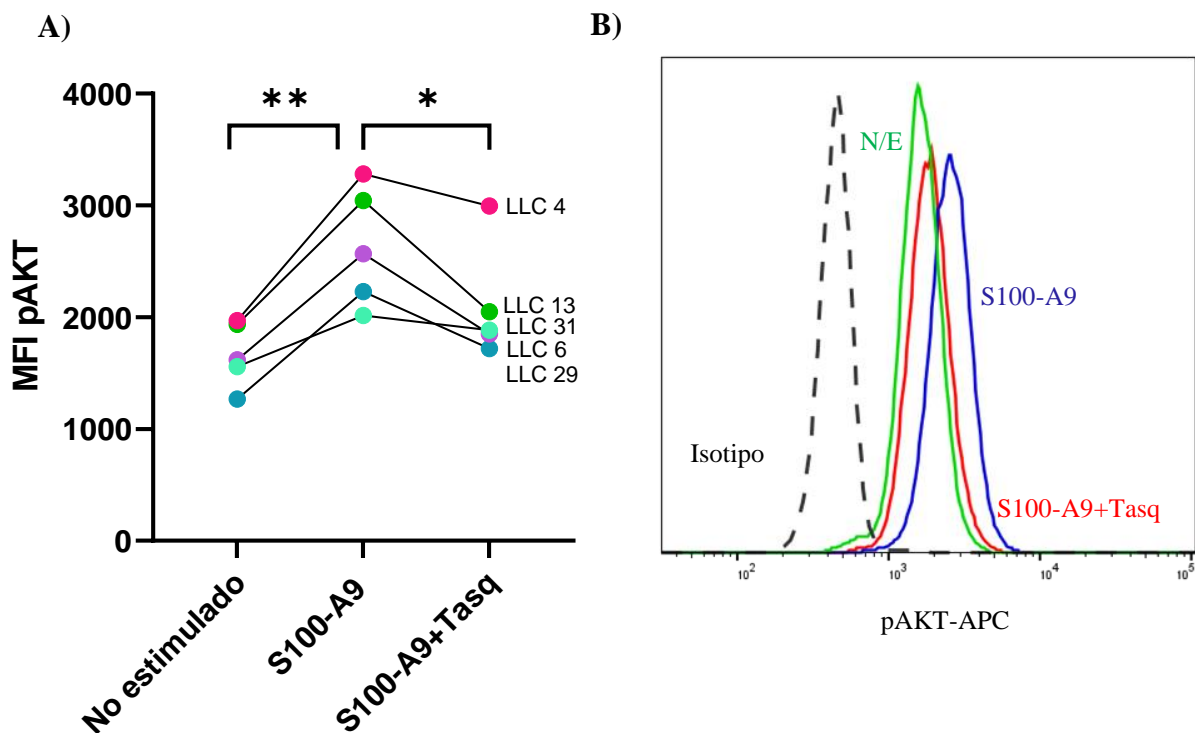 A)
** *
4000
3000
2000
1000
0
MFI pAKT
LLC 4
LLC 13
LLC 31
LLC 6
LLC 29
No estimulado
S100-A9
S100-A9+Tasq
B)
N/E
S100-A9
Isotipo
S100-A9+Tasq
10² 10³ 10⁴ 10⁵
pAKT-APC